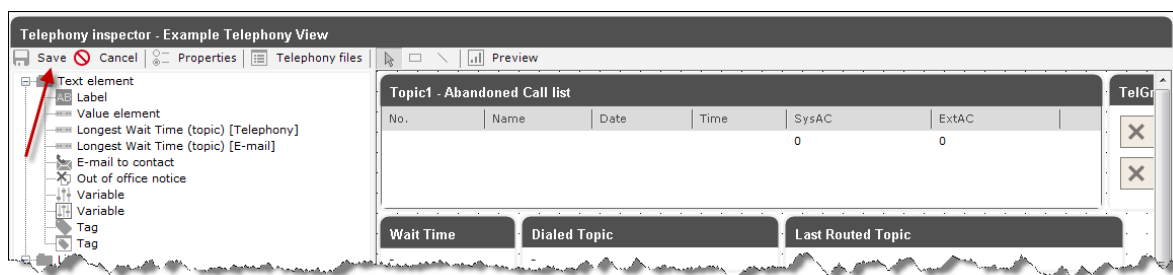 Telephony inspector - Example Telephony View
Save Cancel Properties Telephony files Preview
Text element
AB Label
Value element
Longest Wait Time (topic) [Telephony]
Longest Wait Time (topic) [E-mail]
E-mail to contact
Out of office notice
Variable
Variable
Tag
Tag
Topic1 - Abandoned Call list
No. Name Date Time SysAC ExtAC
0 0
Wait Time
-
Dialed Topic
-
Last Routed Topic